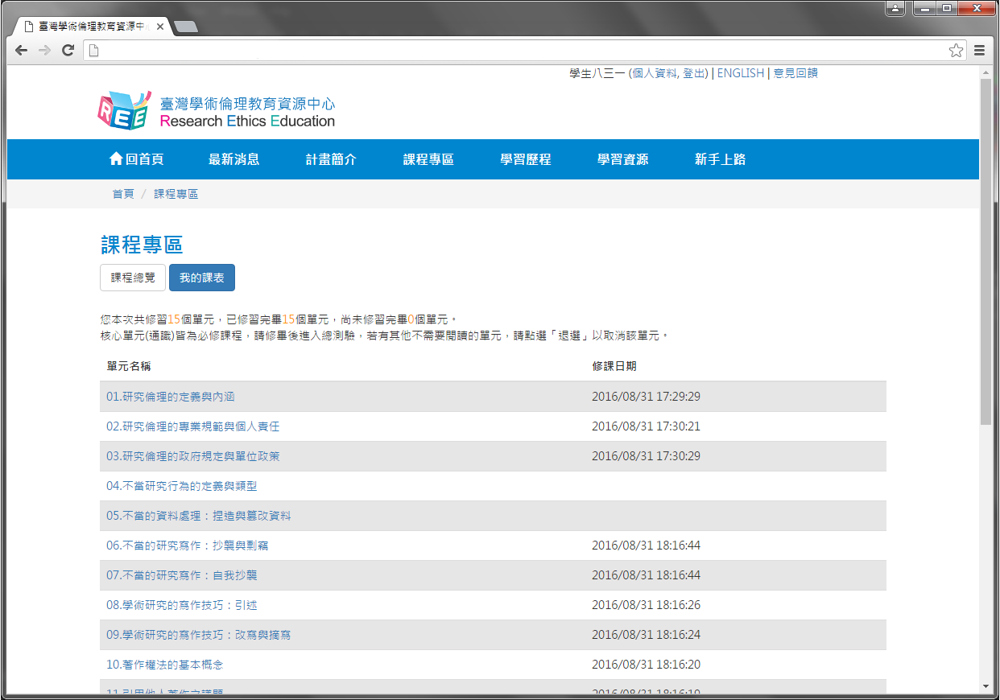 臺灣學術倫理教育資源中
學生八三一 (個人資料, 登出) | ENGLISH | 意見回饋
REE
臺灣學術倫理教育資源中心
Research Ethics Education
回首頁 最新消息 計畫簡介 課程專區 學習歷程 學習資源 新手上路
首頁 / 課程專區
課程專區
課程總覽 我的課表
您本次共修習15個單元，已修習完畢15個單元，尚未修習完畢0個單元。
核心單元(通識)皆為必修課程，請修畢後進入總測驗，若有其他不需要閱讀的單元，請點選「退選」以取消該單元。
單元名稱 修課日期
01.研究倫理的定義與內涵 2016/08/31 17:29:29
02.研究倫理的專業規範與個人責任 2016/08/31 17:30:21
03.研究倫理的政府規定與單位政策 2016/08/31 17:30:29
04.不當研究行為的定義與類型
05.不當的資料處理：捏造與篡改資料
06.不當的研究寫作：抄襲與剽竊 2016/08/31 18:16:44
07.不當的研究寫作：自我抄襲 2016/08/31 18:16:44
08.學術研究的寫作技巧：引述 2016/08/31 18:16:26
09.學術研究的寫作技巧：改寫與摘寫 2016/08/31 18:16:24
10.著作權法的基本概念 2016/08/31 18:16:20
11.引用他人著作之議題 2016/08/31 18:16:19